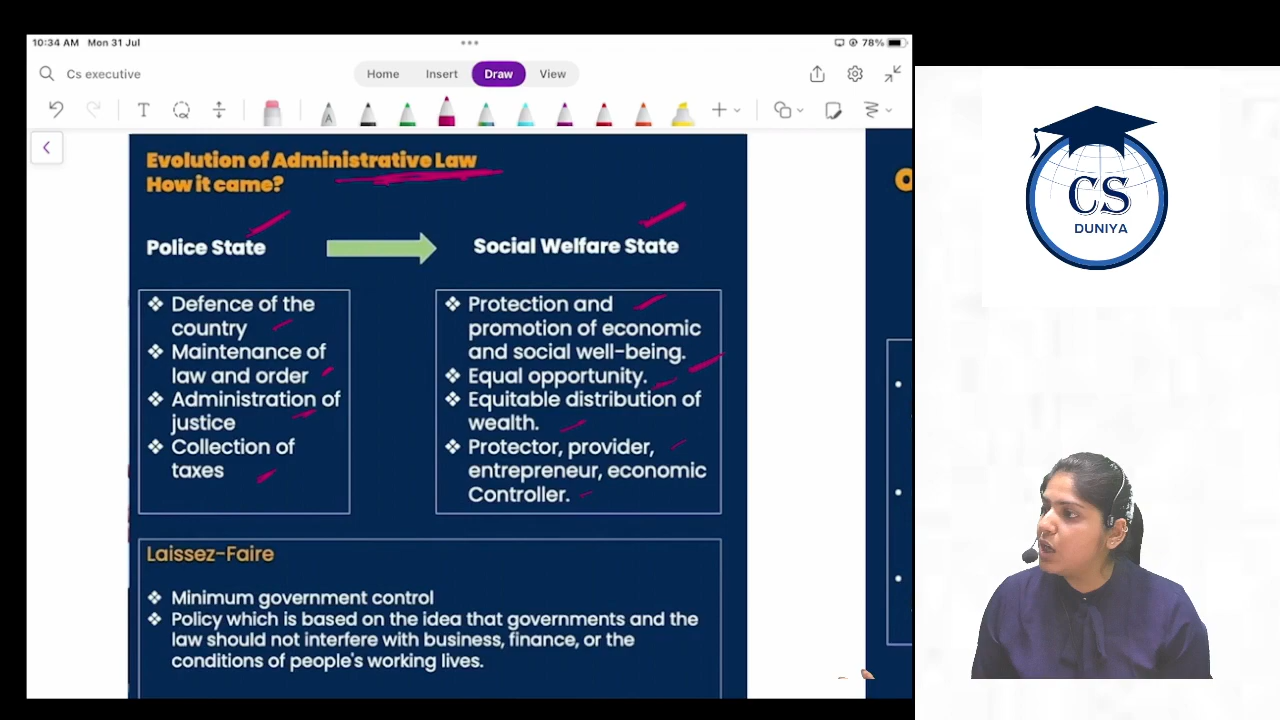 10:34 AM Mon 31 Jul
78%
Cs executive
Home Insert Draw View
Evolution of Administrative Law
How it came?
Police State
Social Welfare State
❖ Defence of the
country
❖ Maintenance of
law and order
❖ Administration of
justice
❖ Collection of
taxes
❖ Protection and
promotion of economic
and social well-being.
❖ Equal opportunity.
❖ Equitable distribution of
wealth.
❖ Protector, provider,
entrepreneur, economic
Controller.
Laissez-Faire
❖ Minimum government control
❖ Policy which is based on the idea that governments and the
law should not interfere with business, finance, or the
conditions of people's working lives.
CS
DUNIYA